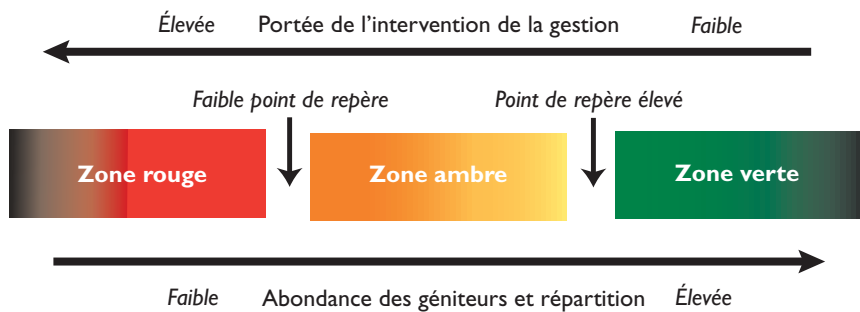 Élevée Portée de l’intervention de la gestion Faible
Faible point de repère Point de repère élevé
Zone rouge Zone ambre Zone verte
Faible Abondance des géniteurs et répartition Élevée